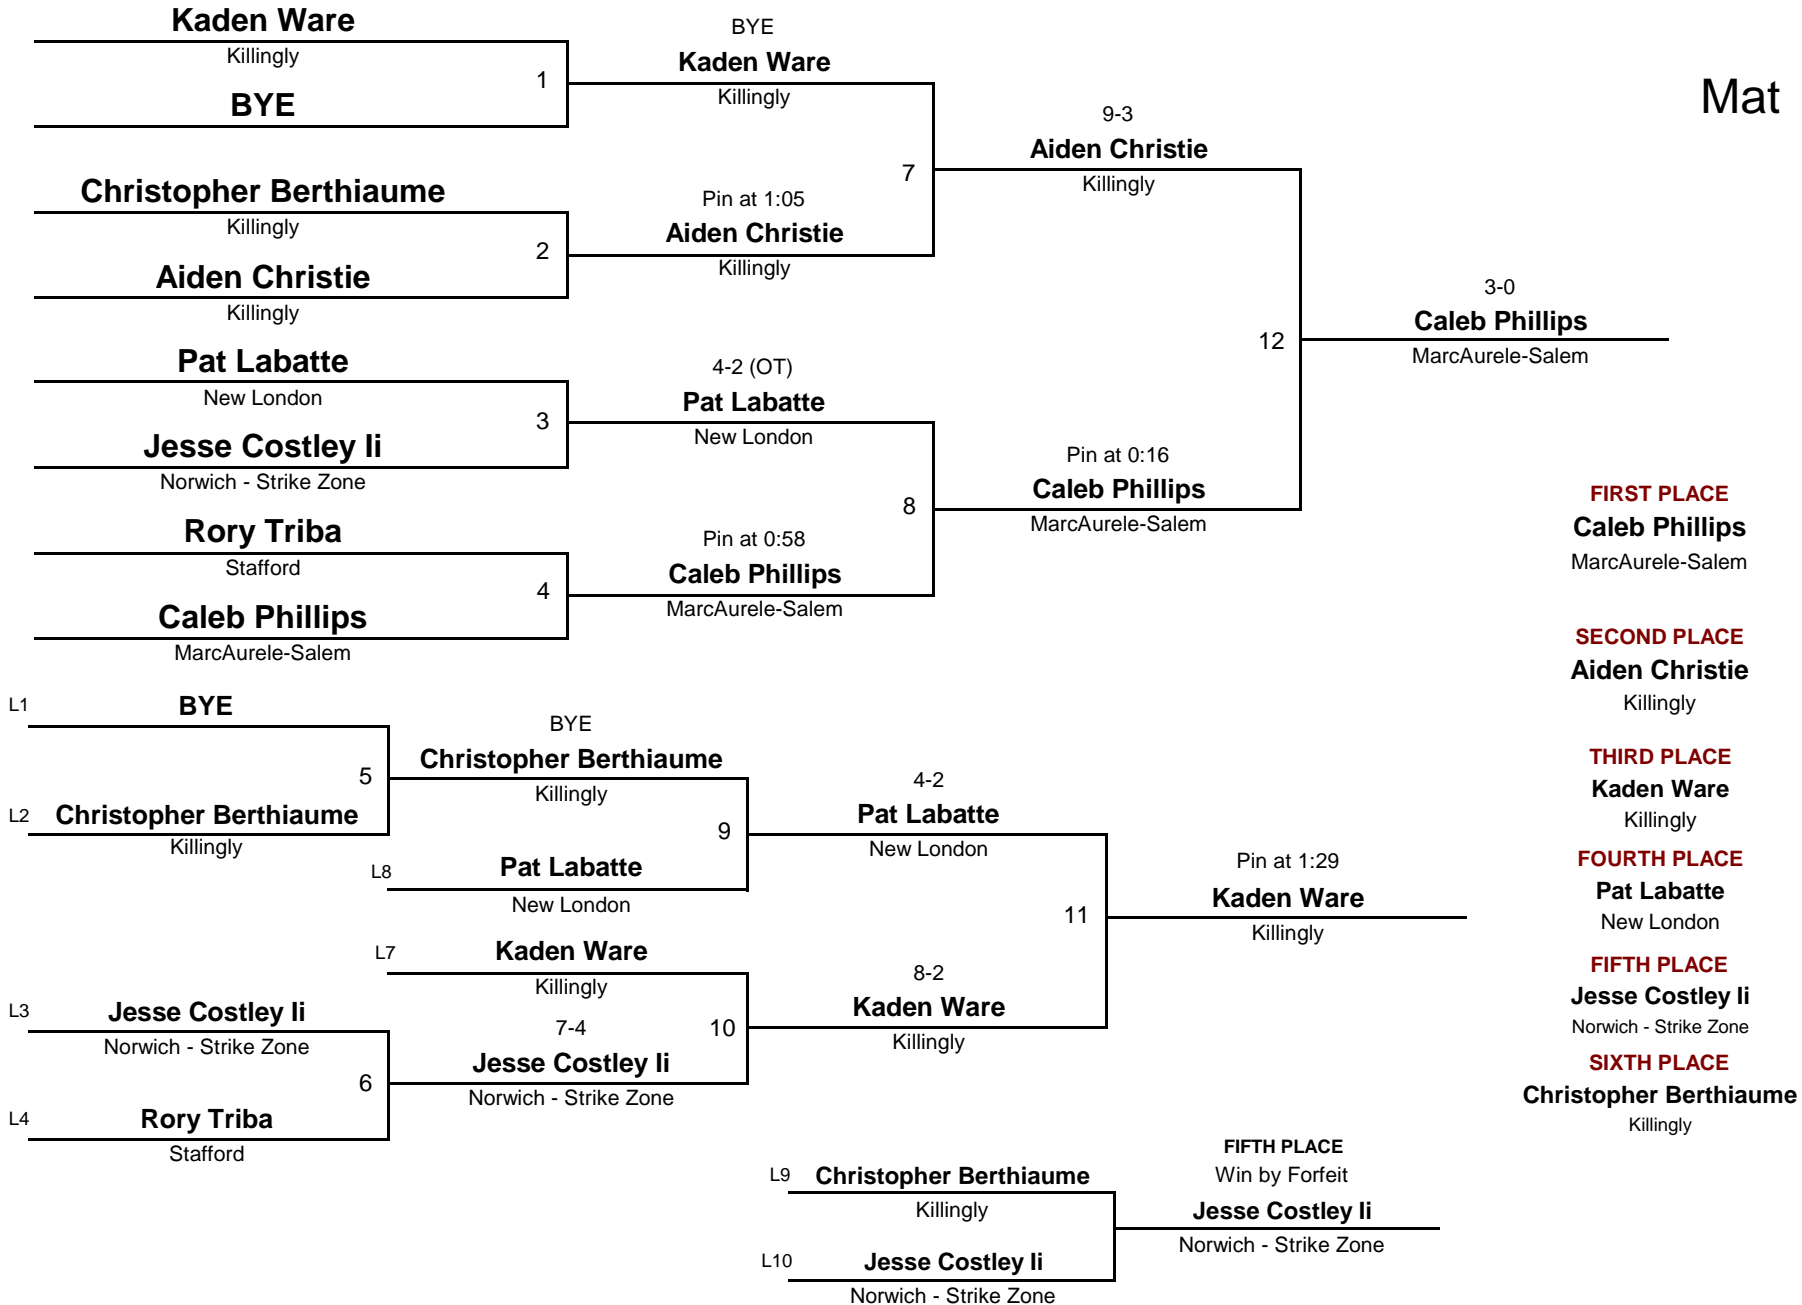 Kaden Ware
Killingly
1
BYE
BYE
Kaden Ware
Killingly
Mat
Christopher Berthiaume
Killingly
2
Aiden Christie
Killingly
Pin at 1:05
Aiden Christie
Killingly
7
9-3
Aiden Christie
Killingly
Pat Labatte
New London
3
Jesse Costley Ii
Norwich - Strike Zone
4-2 (OT)
Pat Labatte
New London
Rory Triba
Stafford
4
Caleb Phillips
MarcAurele-Salem
Pin at 0:58
Caleb Phillips
MarcAurele-Salem
8
Pin at 0:16
Caleb Phillips
MarcAurele-Salem
12
3-0
Caleb Phillips
MarcAurele-Salem
L1
BYE
5
L2
Christopher Berthiaume
Killingly
BYE
Christopher Berthiaume
Killingly
9
L8
Pat Labatte
New London
4-2
Pat Labatte
New London
L7
Kaden Ware
Killingly
L3
Jesse Costley Ii
Norwich - Strike Zone
6
L4
Rory Triba
Stafford
7-4
Jesse Costley Ii
Norwich - Strike Zone
10
8-2
Kaden Ware
Killingly
11
Pin at 1:29
Kaden Ware
Killingly
L9
Christopher Berthiaume
Killingly
L10
Jesse Costley Ii
Norwich - Strike Zone
FIFTH PLACE
Win by Forfeit
Jesse Costley Ii
Norwich - Strike Zone
FIRST PLACE
Caleb Phillips
MarcAurele-Salem
SECOND PLACE
Aiden Christie
Killingly
THIRD PLACE
Kaden Ware
Killingly
FOURTH PLACE
Pat Labatte
New London
FIFTH PLACE
Jesse Costley Ii
Norwich - Strike Zone
SIXTH PLACE
Christopher Berthiaume
Killingly